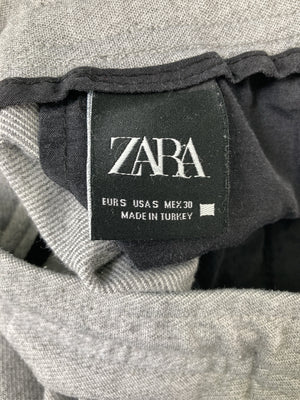 ZARA
EUR S USA S MEX 30
MADE IN TURKEY